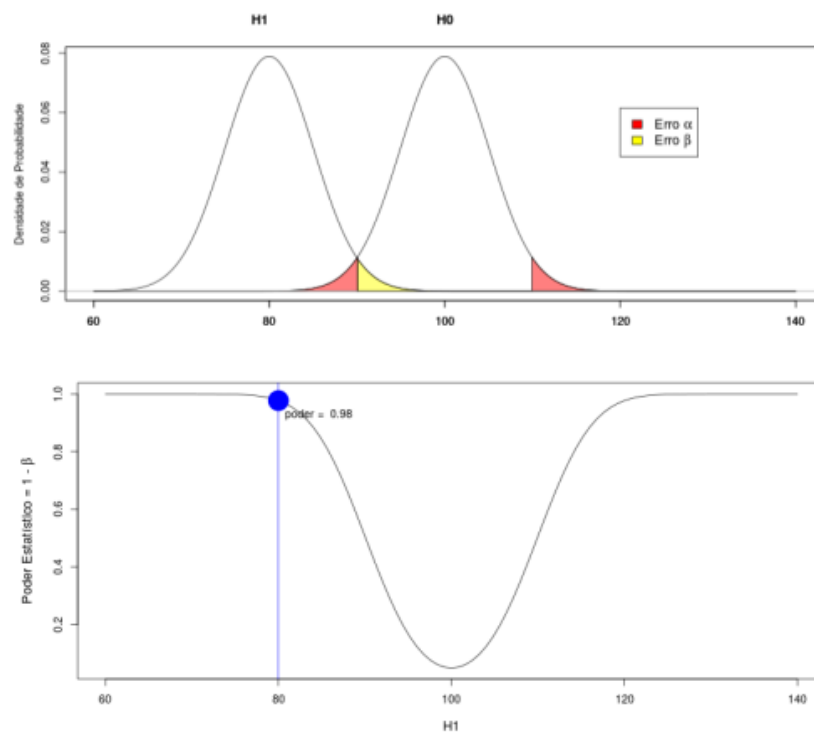 H1 H0
Densidade de Probabilidade
0.08
0.06
0.04
0.02
0.00
Erro α
Erro β
60 80 100 120 140
Poder Estatístico = 1 - β
1.0
0.8
0.6
0.4
0.2
poder = 0.98
60 80 100 120 140
H1